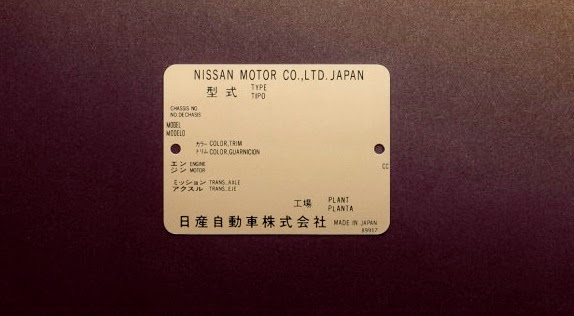 NISSAN MOTOR CO.,LTD. JAPAN
型式 TYPE
TIPO
CHASSIS NO.
NO. DE CHASIS
MODEL
MODELO
カラー COLOR, TRIM
トリム COLOR, GUARNICION
CC
エン ENGINE
ジン MOTOR
ミッション TRANS., AXLE
アクスル TRANS., EJE
工場 PLANT
PLANTA
日産自動車株式会社 MADE IN JAPAN
89917